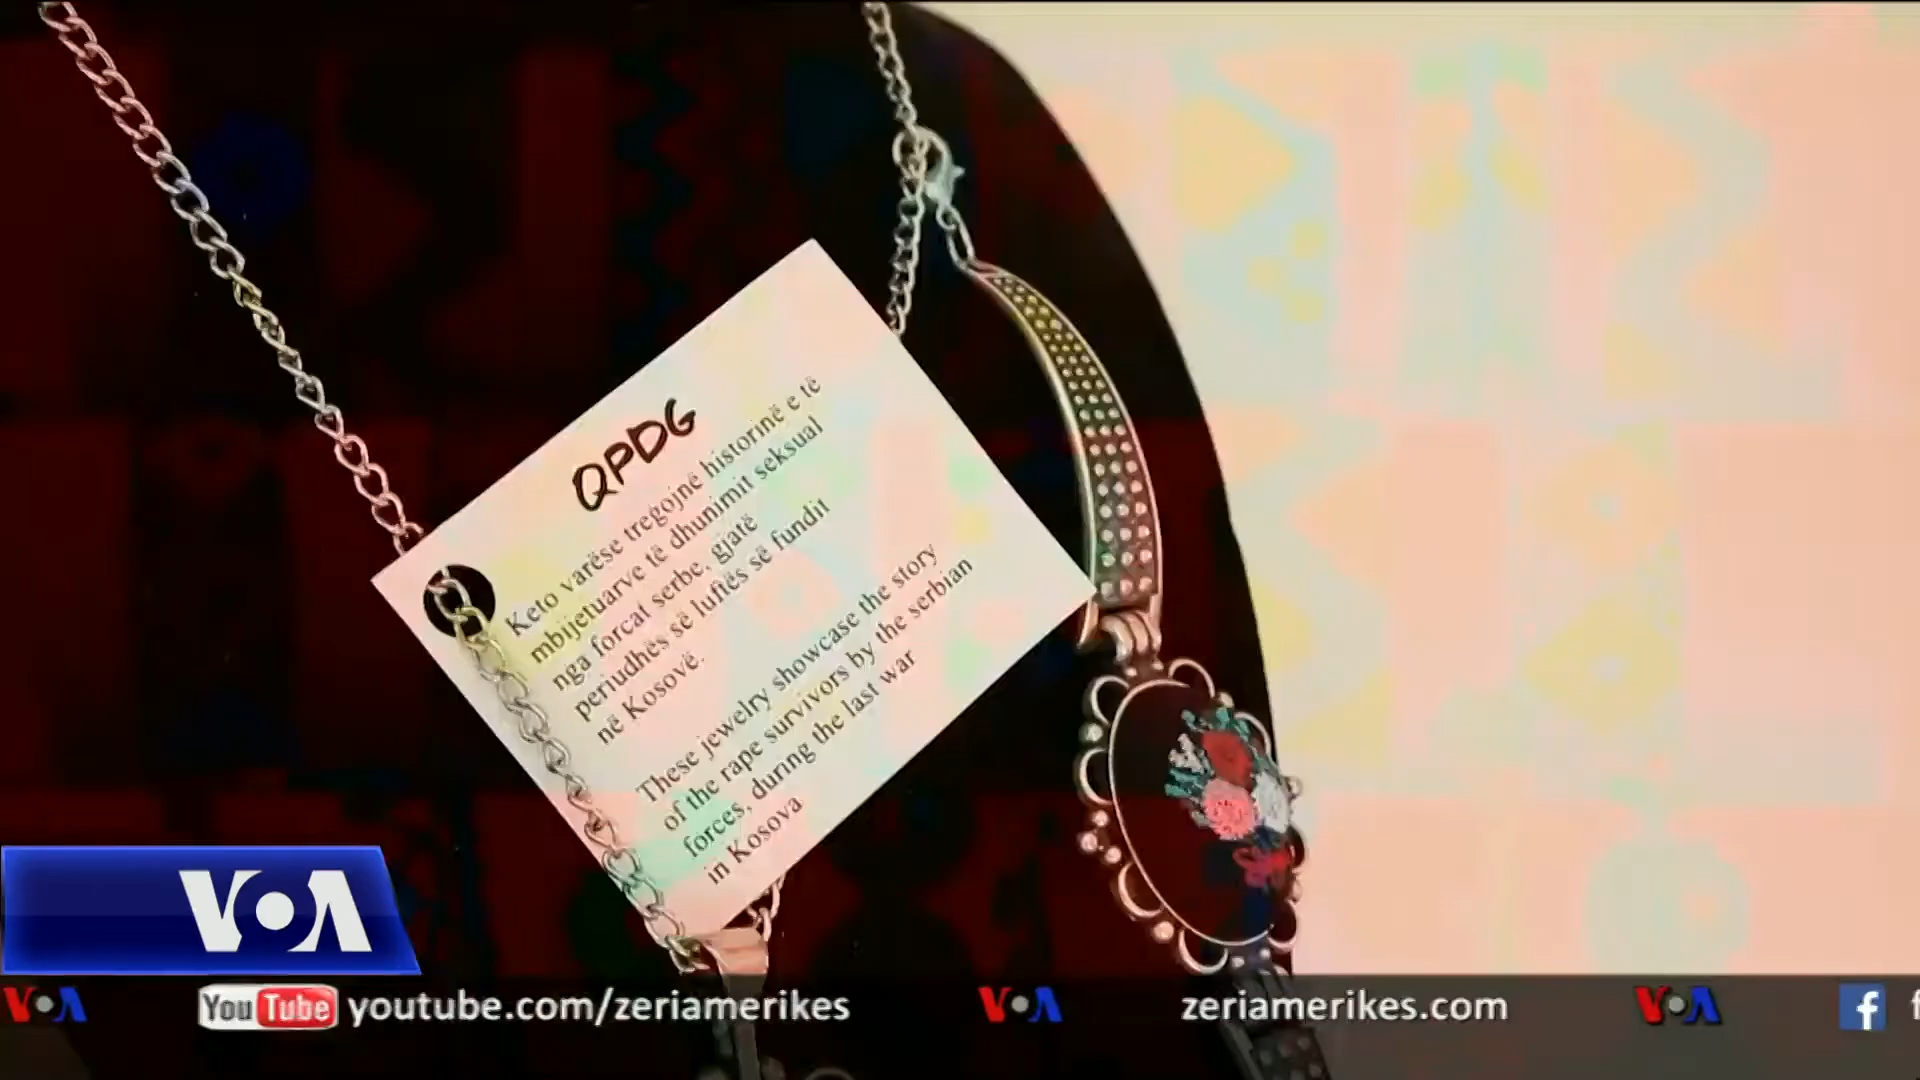 QPDG
Keto varëse tregojnë historinë e të
mbijetuarve të dhunimit seksual
nga forcat serbe, gjatë
periudhës së luftës së fundit
në Kosovë.
These jewelry showcase the story
of the rape survivors by the serbian
forces, during the last war
in Kosova
VOA
VOA YouTube youtube.com/zeriamerikes VOA zeriamerikes.com VOA f